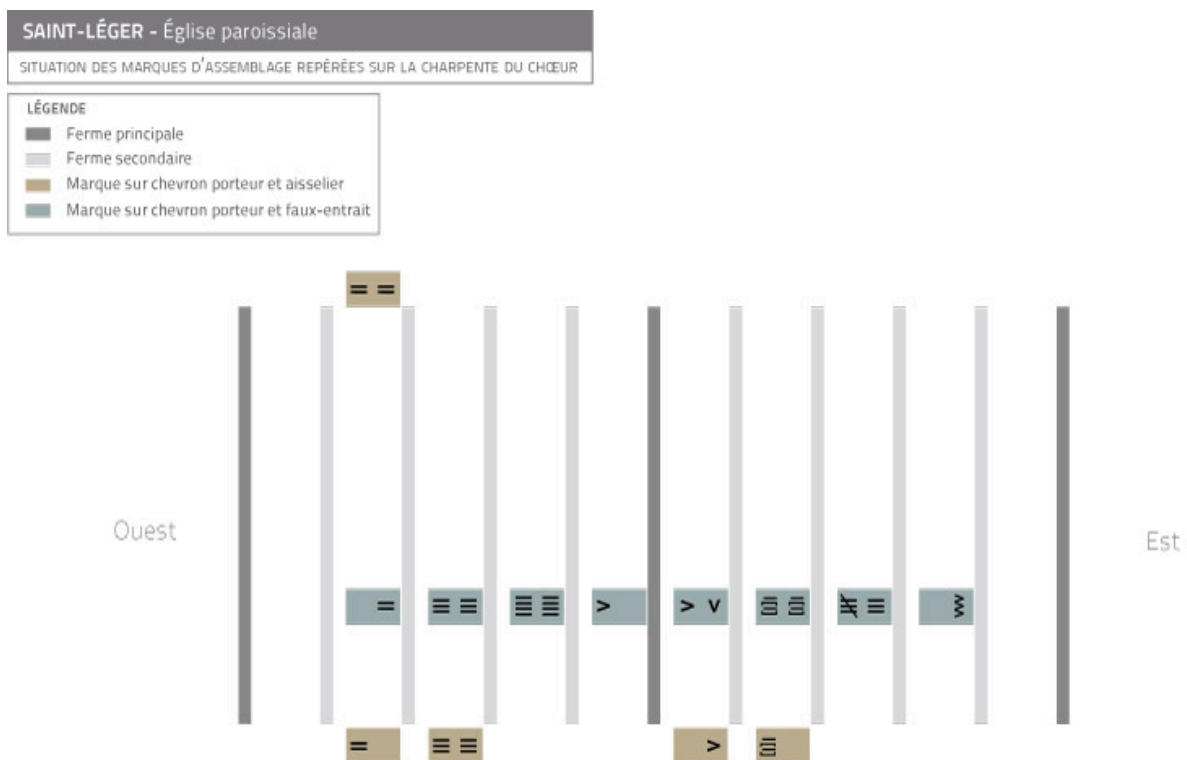 SAINT-LÉGER - Église paroissiale
SITUATION DES MARQUES D'ASSEMBLAGE REPÉRÉES SUR LA CHARPENTE DU CHŒUR
LÉGENDE
Ferme principale
Ferme secondaire
Marque sur chevron porteur et aisselier
Marque sur chevron porteur et faux-entrait
Ouest
Est